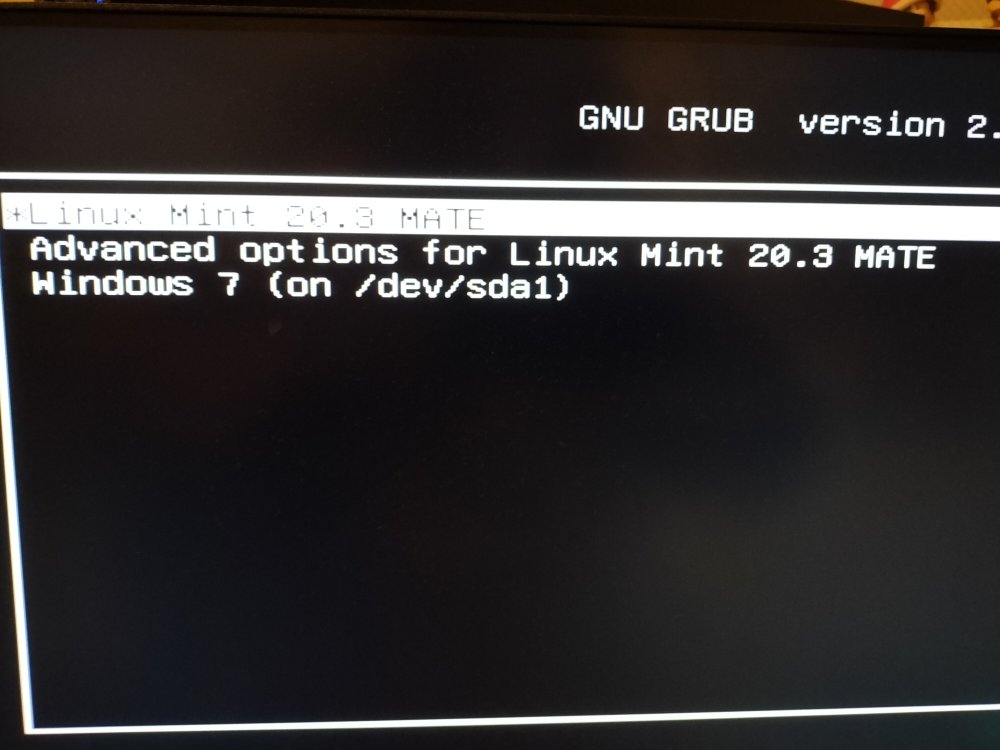 GNU GRUB version 2.
*Linux Mint 20.3 MATE
Advanced options for Linux Mint 20.3 MATE
Windows 7 (on /dev/sda1)